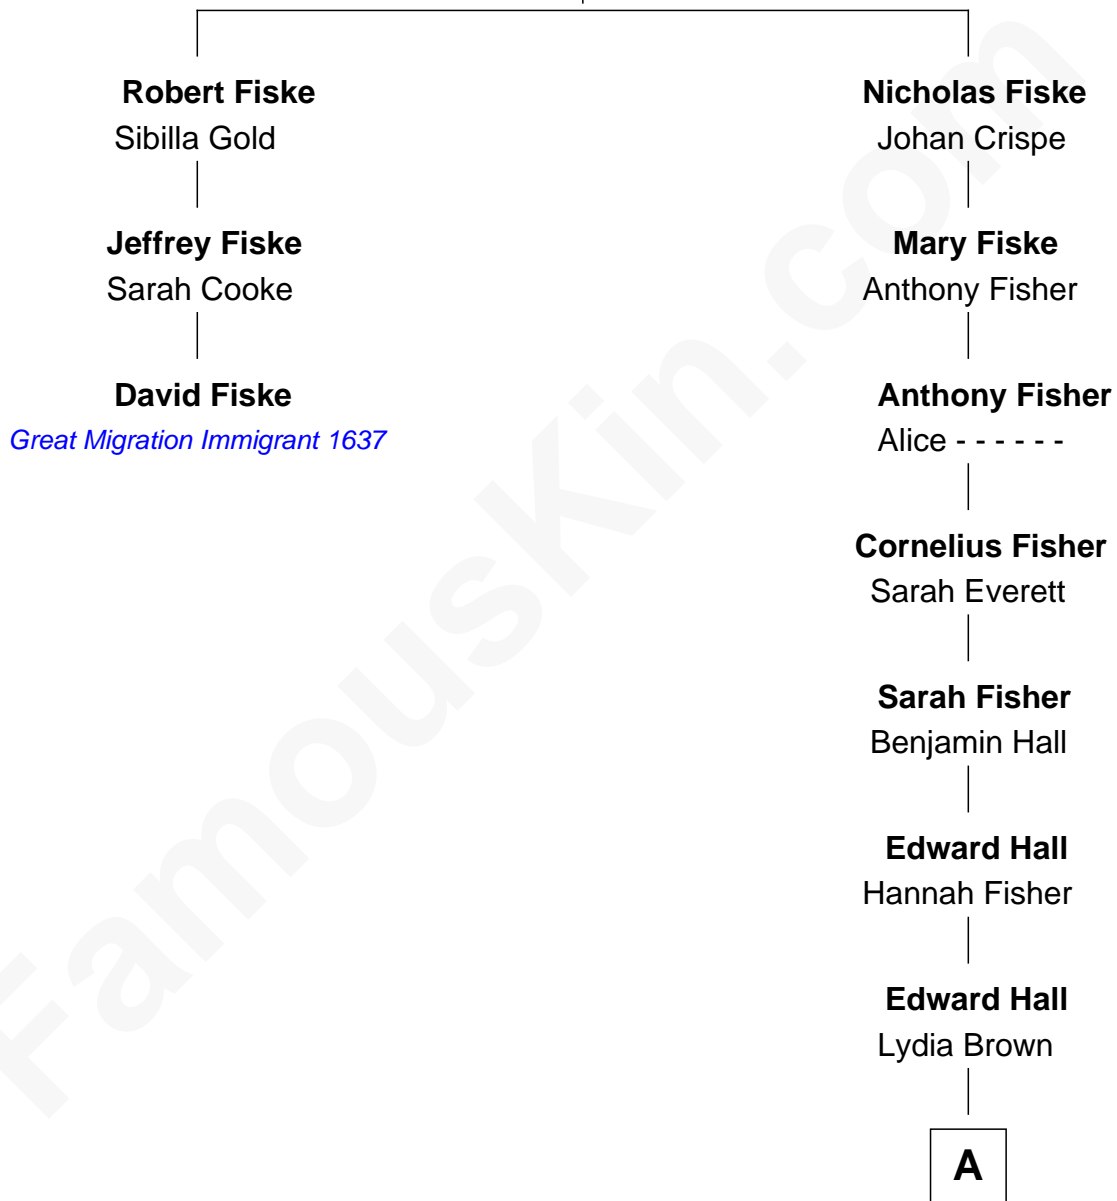 Robert Fiske
Sibilla Gold
Jeffrey Fiske
Sarah Cooke
David Fiske
Great Migration Immigrant 1637
Nicholas Fiske
Johan Crispe
Mary Fiske
Anthony Fisher
Anthony Fisher
Alice - - - - - -
Cornelius Fisher
Sarah Everett
Sarah Fisher
Benjamin Hall
Edward Hall
Hannah Fisher
Edward Hall
Lydia Brown
A
FamousKin.com